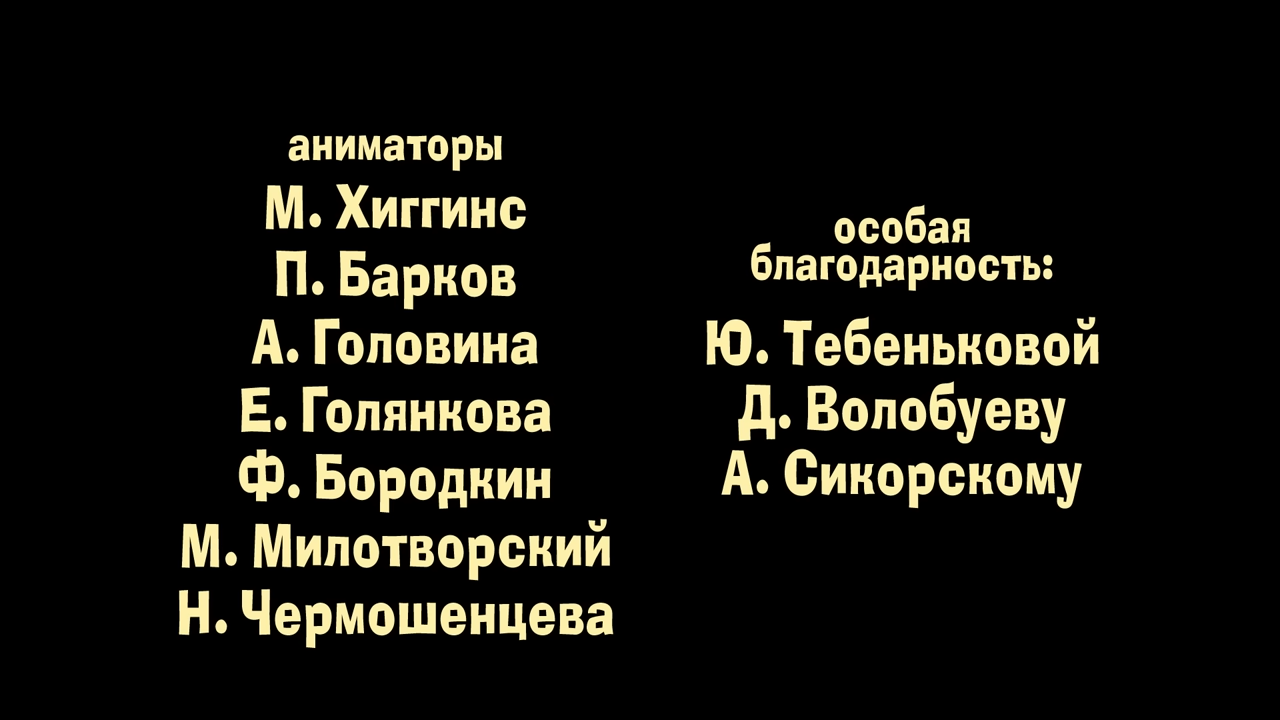 аниматоры
М. Хиггинс
П. Барков
А. Головина
Е. Голянкова
Ф. Бородкин
М. Милотворский
Н. Чермошенцева
особая
благодарность:
Ю. Тебеньковой
Д. Волобуеву
А. Сикорскому